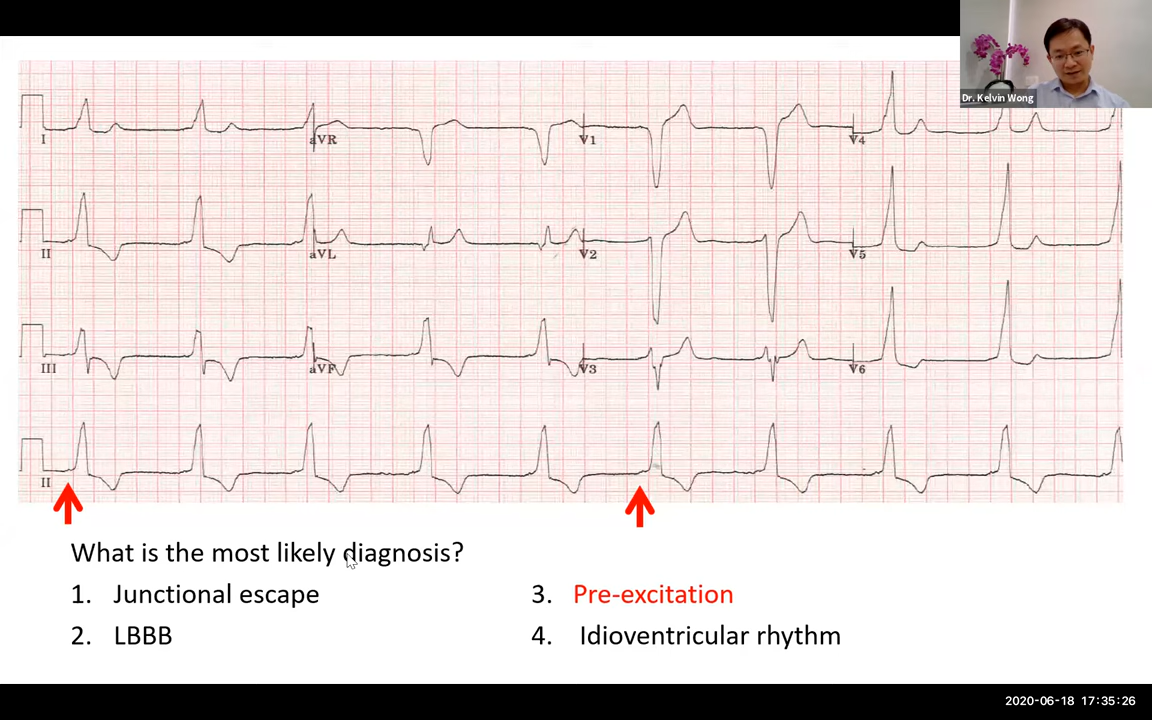 Dr. Kelvin Wong
I
aVR
V1
V4
II
aVL
V2
V5
III
aVF
V3
V6
II
What is the most likely diagnosis?
1. Junctional escape
2. LBBB
3. Pre-excitation
4. Idioventricular rhythm
2020-06-18 17:35:26